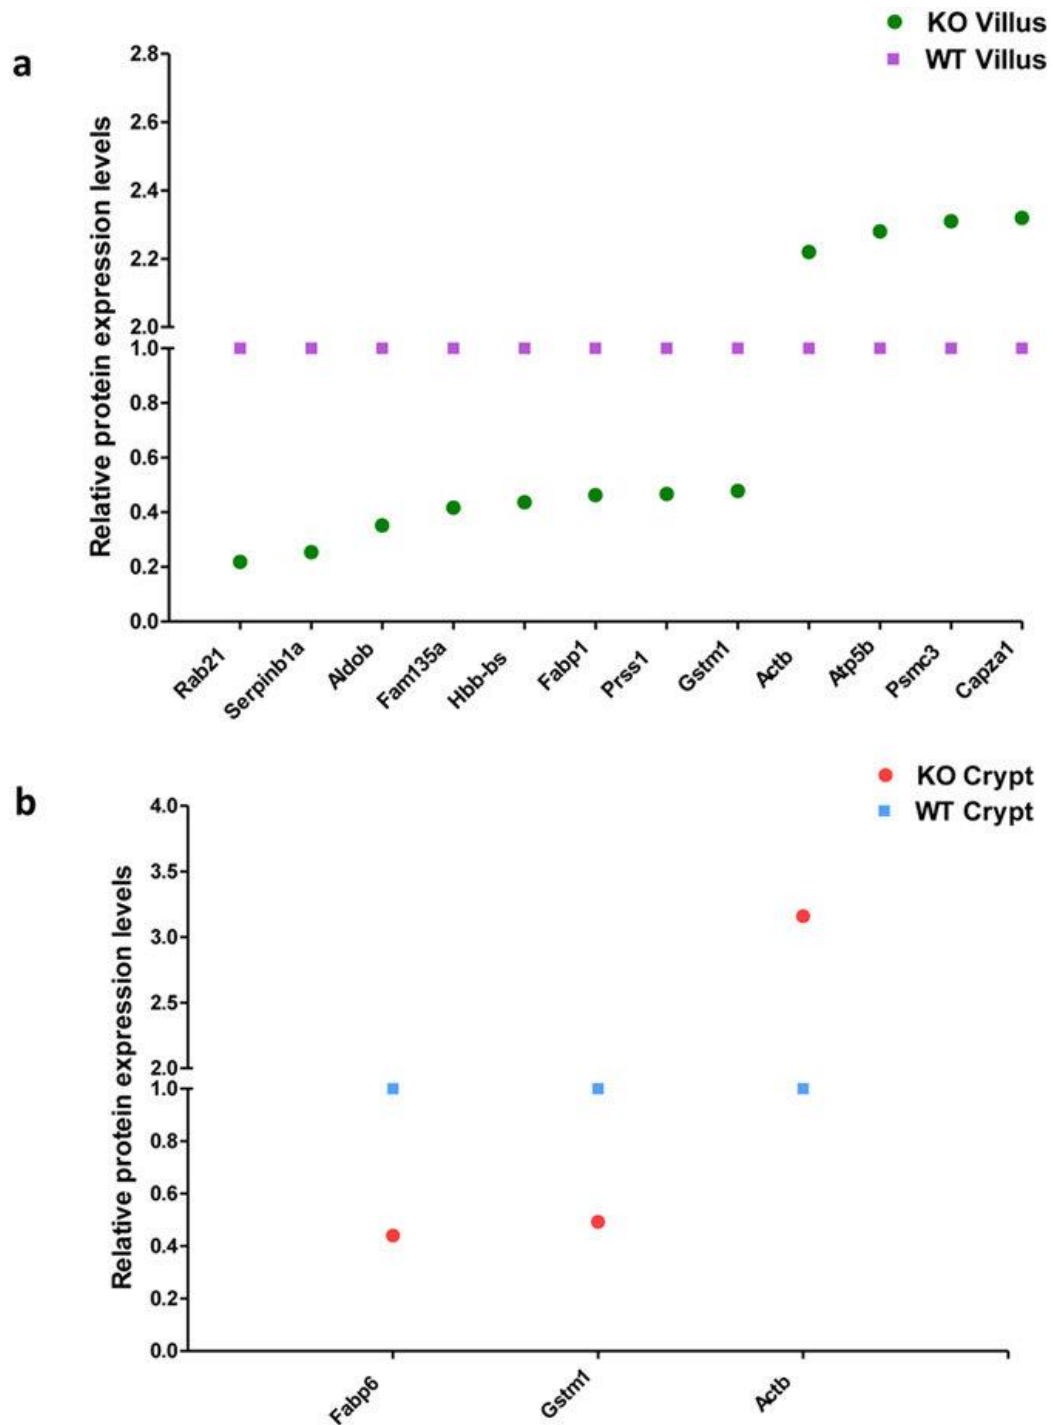 a
KO Villus
WT Villus
Relative protein expression levels
2.8
2.6
2.4
2.2
2.0
1.0
0.8
0.6
0.4
0.2
0.0
Rab21
Serpinb1a
Aldob
Fam135a
Hbb-bs
Fabp1
Prss1
Gstm1
Actb
Atp5b
Psmc3
Capza1
b
KO Crypt
WT Crypt
Relative protein expression levels
4.0
3.5
3.0
2.5
2.0
1.0
0.8
0.6
0.4
0.2
0.0
Fabp6
Gstm1
Actb